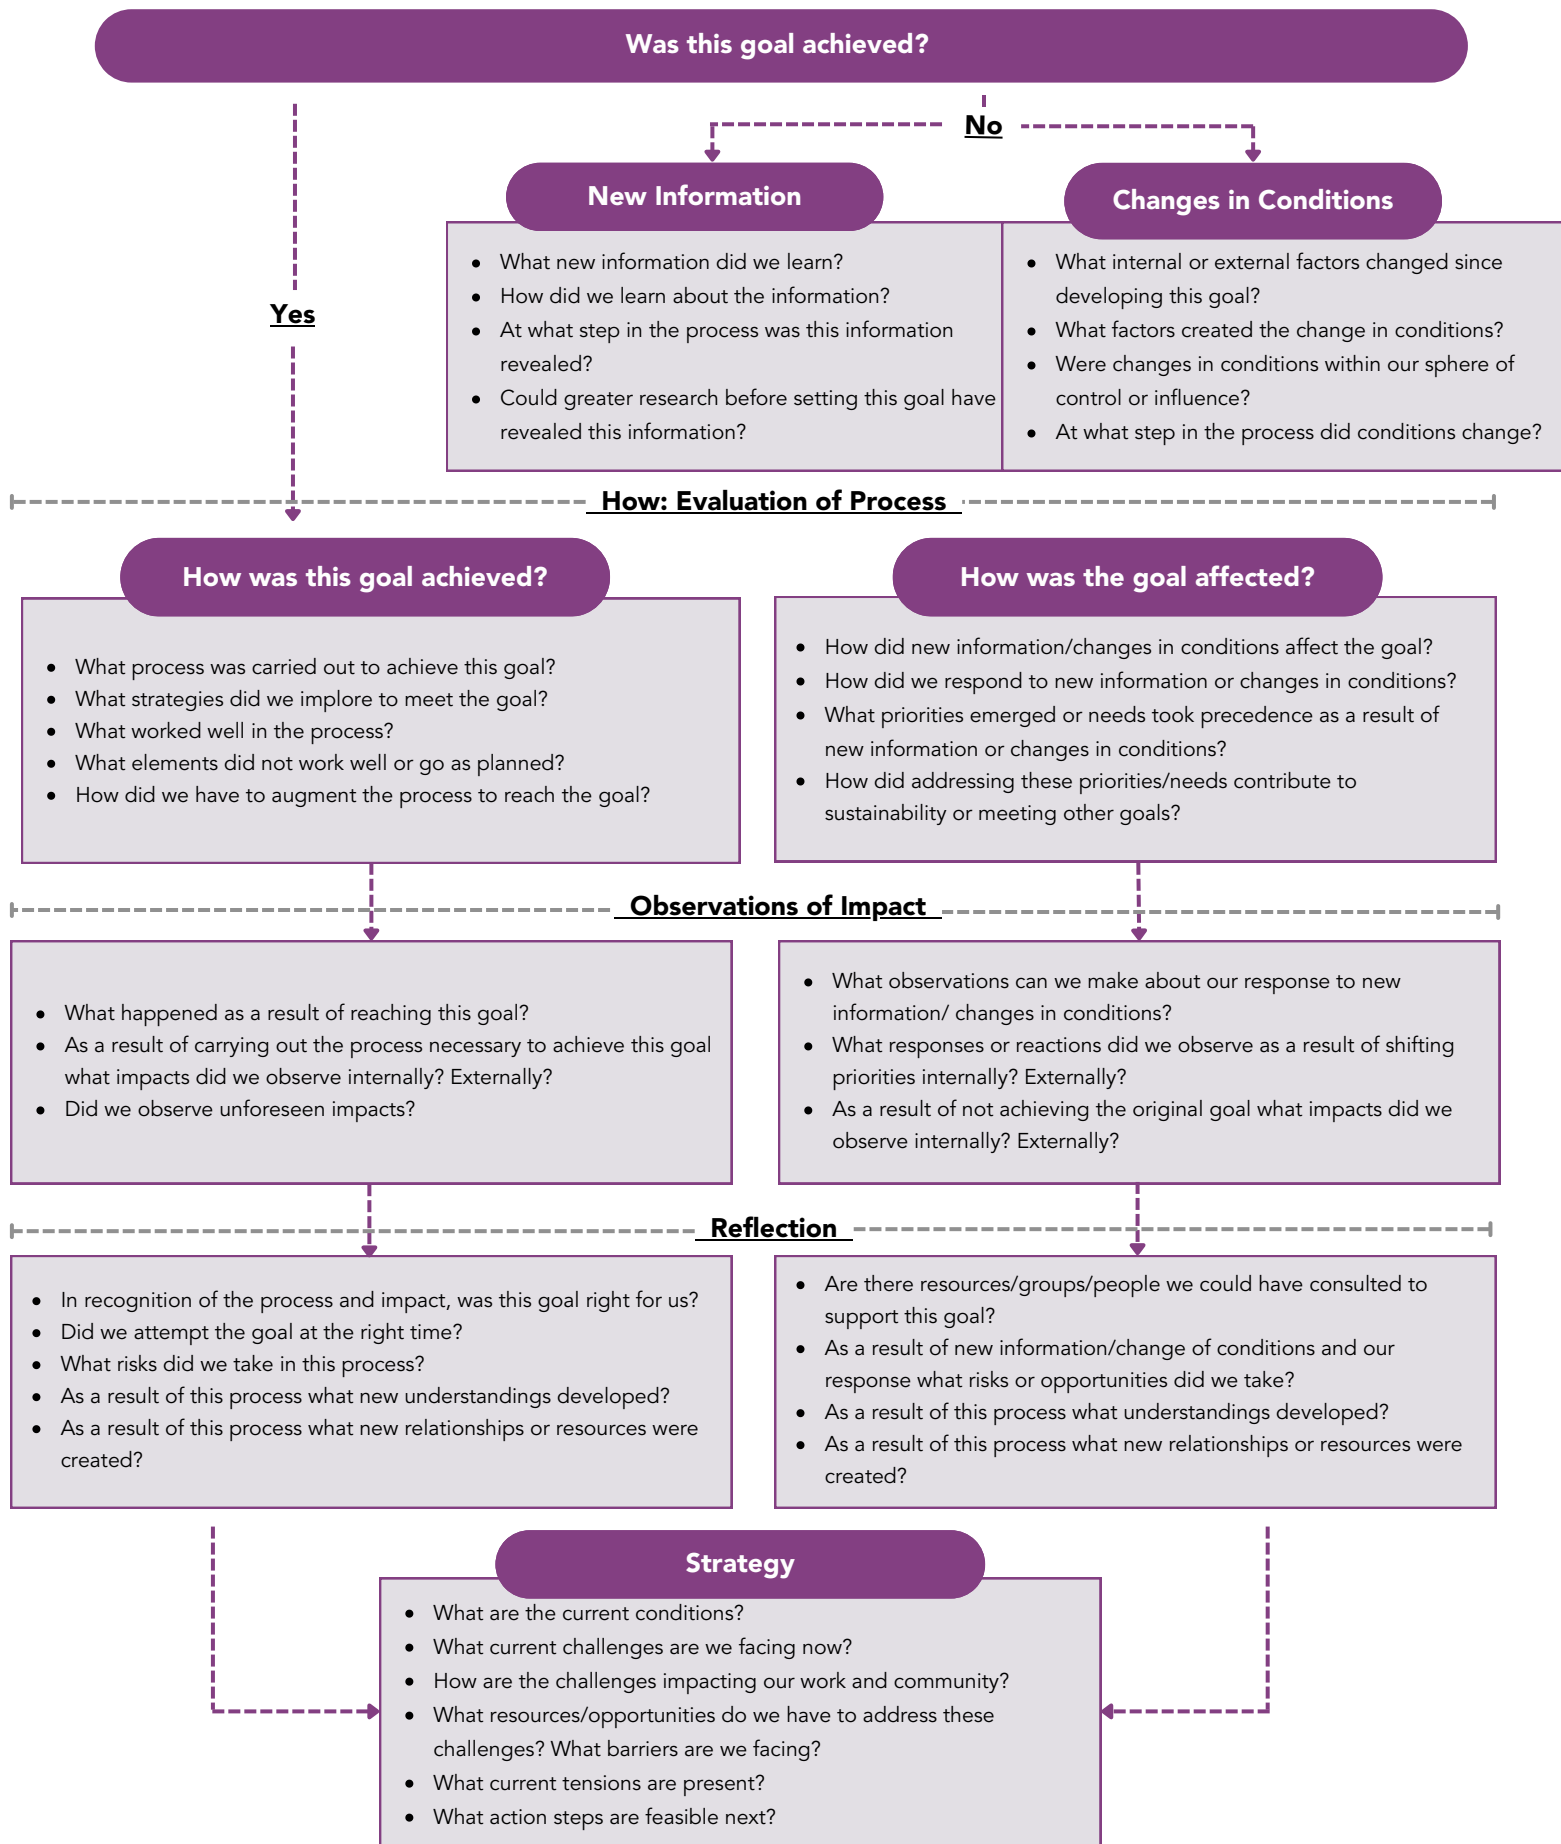 Was this goal achieved?
No
Yes
New Information
• What new information did we learn?
• How did we learn about the information?
• At what step in the process was this information
revealed?
• Could greater research before setting this goal have
revealed this information?
Changes in Conditions
• What internal or external factors changed since
developing this goal?
• What factors created the change in conditions?
• Were changes in conditions within our sphere of
control or influence?
• At what step in the process did conditions change?
How: Evaluation of Process
How was this goal achieved?
• What process was carried out to achieve this goal?
• What strategies did we implore to meet the goal?
• What worked well in the process?
• What elements did not work well or go as planned?
• How did we have to augment the process to reach the goal?
How was the goal affected?
• How did new information/changes in conditions affect the goal?
• How did we respond to new information or changes in conditions?
• What priorities emerged or needs took precedence as a result of
new information or changes in conditions?
• How did addressing these priorities/needs contribute to
sustainability or meeting other goals?
Observations of Impact
• What happened as a result of reaching this goal?
• As a result of carrying out the process necessary to achieve this goal
what impacts did we observe internally? Externally?
• Did we observe unforeseen impacts?
• What observations can we make about our response to new
information/ changes in conditions?
• What responses or reactions did we observe as a result of shifting
priorities internally? Externally?
• As a result of not achieving the original goal what impacts did we
observe internally? Externally?
Reflection
• In recognition of the process and impact, was this goal right for us?
• Did we attempt the goal at the right time?
• What risks did we take in this process?
• As a result of this process what new understandings developed?
• As a result of this process what new relationships or resources were
created?
• Are there resources/groups/people we could have consulted to
support this goal?
• As a result of new information/change of conditions and our
response what risks or opportunities did we take?
• As a result of this process what understandings developed?
• As a result of this process what new relationships or resources were
created?
Strategy
• What are the current conditions?
• What current challenges are we facing now?
• How are the challenges impacting our work and community?
• What resources/opportunities do we have to address these
challenges? What barriers are we facing?
• What current tensions are present?
• What action steps are feasible next?